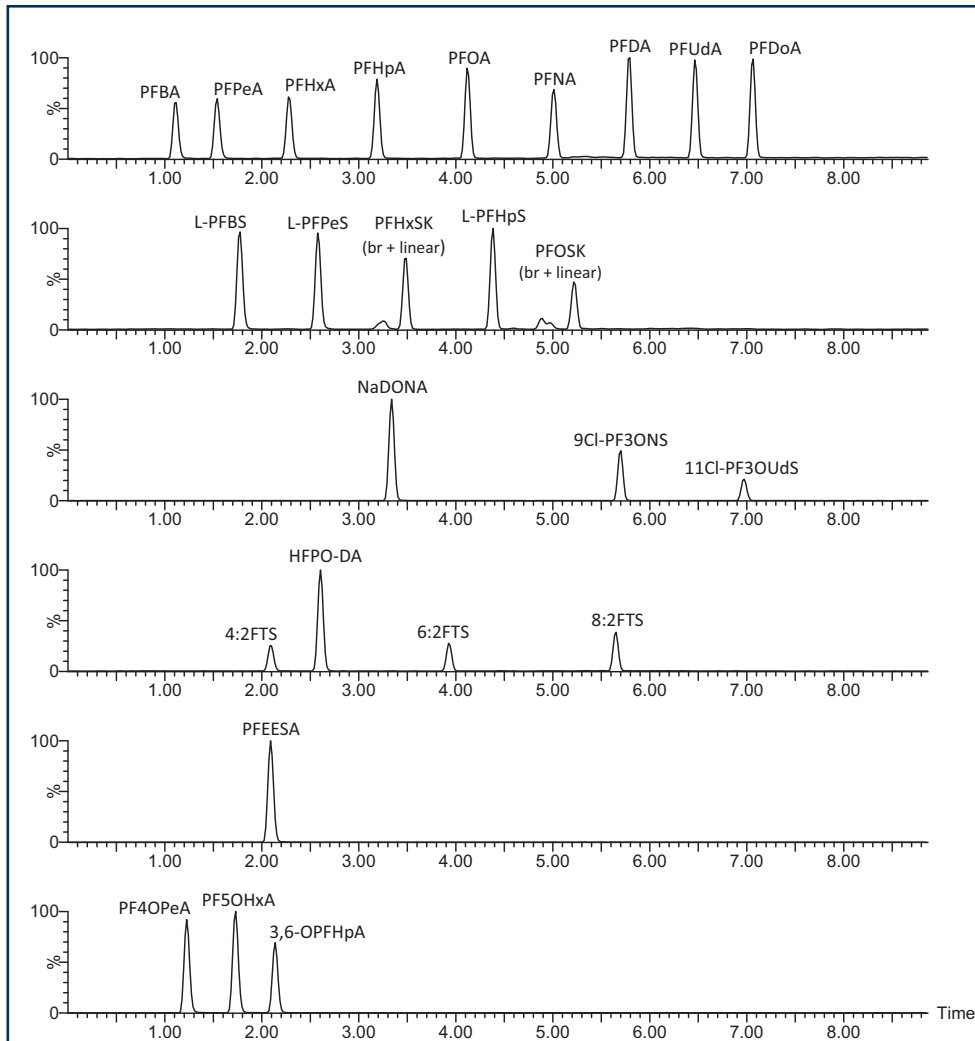 PFBA PFPeA PFHxA PFHpA PFOA PFNA PFDA PFUdA PFDoA
100
%
0
1.00 2.00 3.00 4.00 5.00 6.00 7.00 8.00
L-PFBS L-PFPeS PFHxSK L-PFHpS PFOSK
(br + linear) (br + linear)
100
%
0
1.00 2.00 3.00 4.00 5.00 6.00 7.00 8.00
NaDONA
9Cl-PF3ONS
11Cl-PF3OUdS
100
%
0
1.00 2.00 3.00 4.00 5.00 6.00 7.00 8.00
HFPO-DA
4:2FTS 6:2FTS 8:2FTS
100
%
0
1.00 2.00 3.00 4.00 5.00 6.00 7.00 8.00
PFEESA
100
%
0
1.00 2.00 3.00 4.00 5.00 6.00 7.00 8.00
PF4OPeA PF5OHxA
3,6-OPFHpA
100
%
0
Time
1.00 2.00 3.00 4.00 5.00 6.00 7.00 8.00